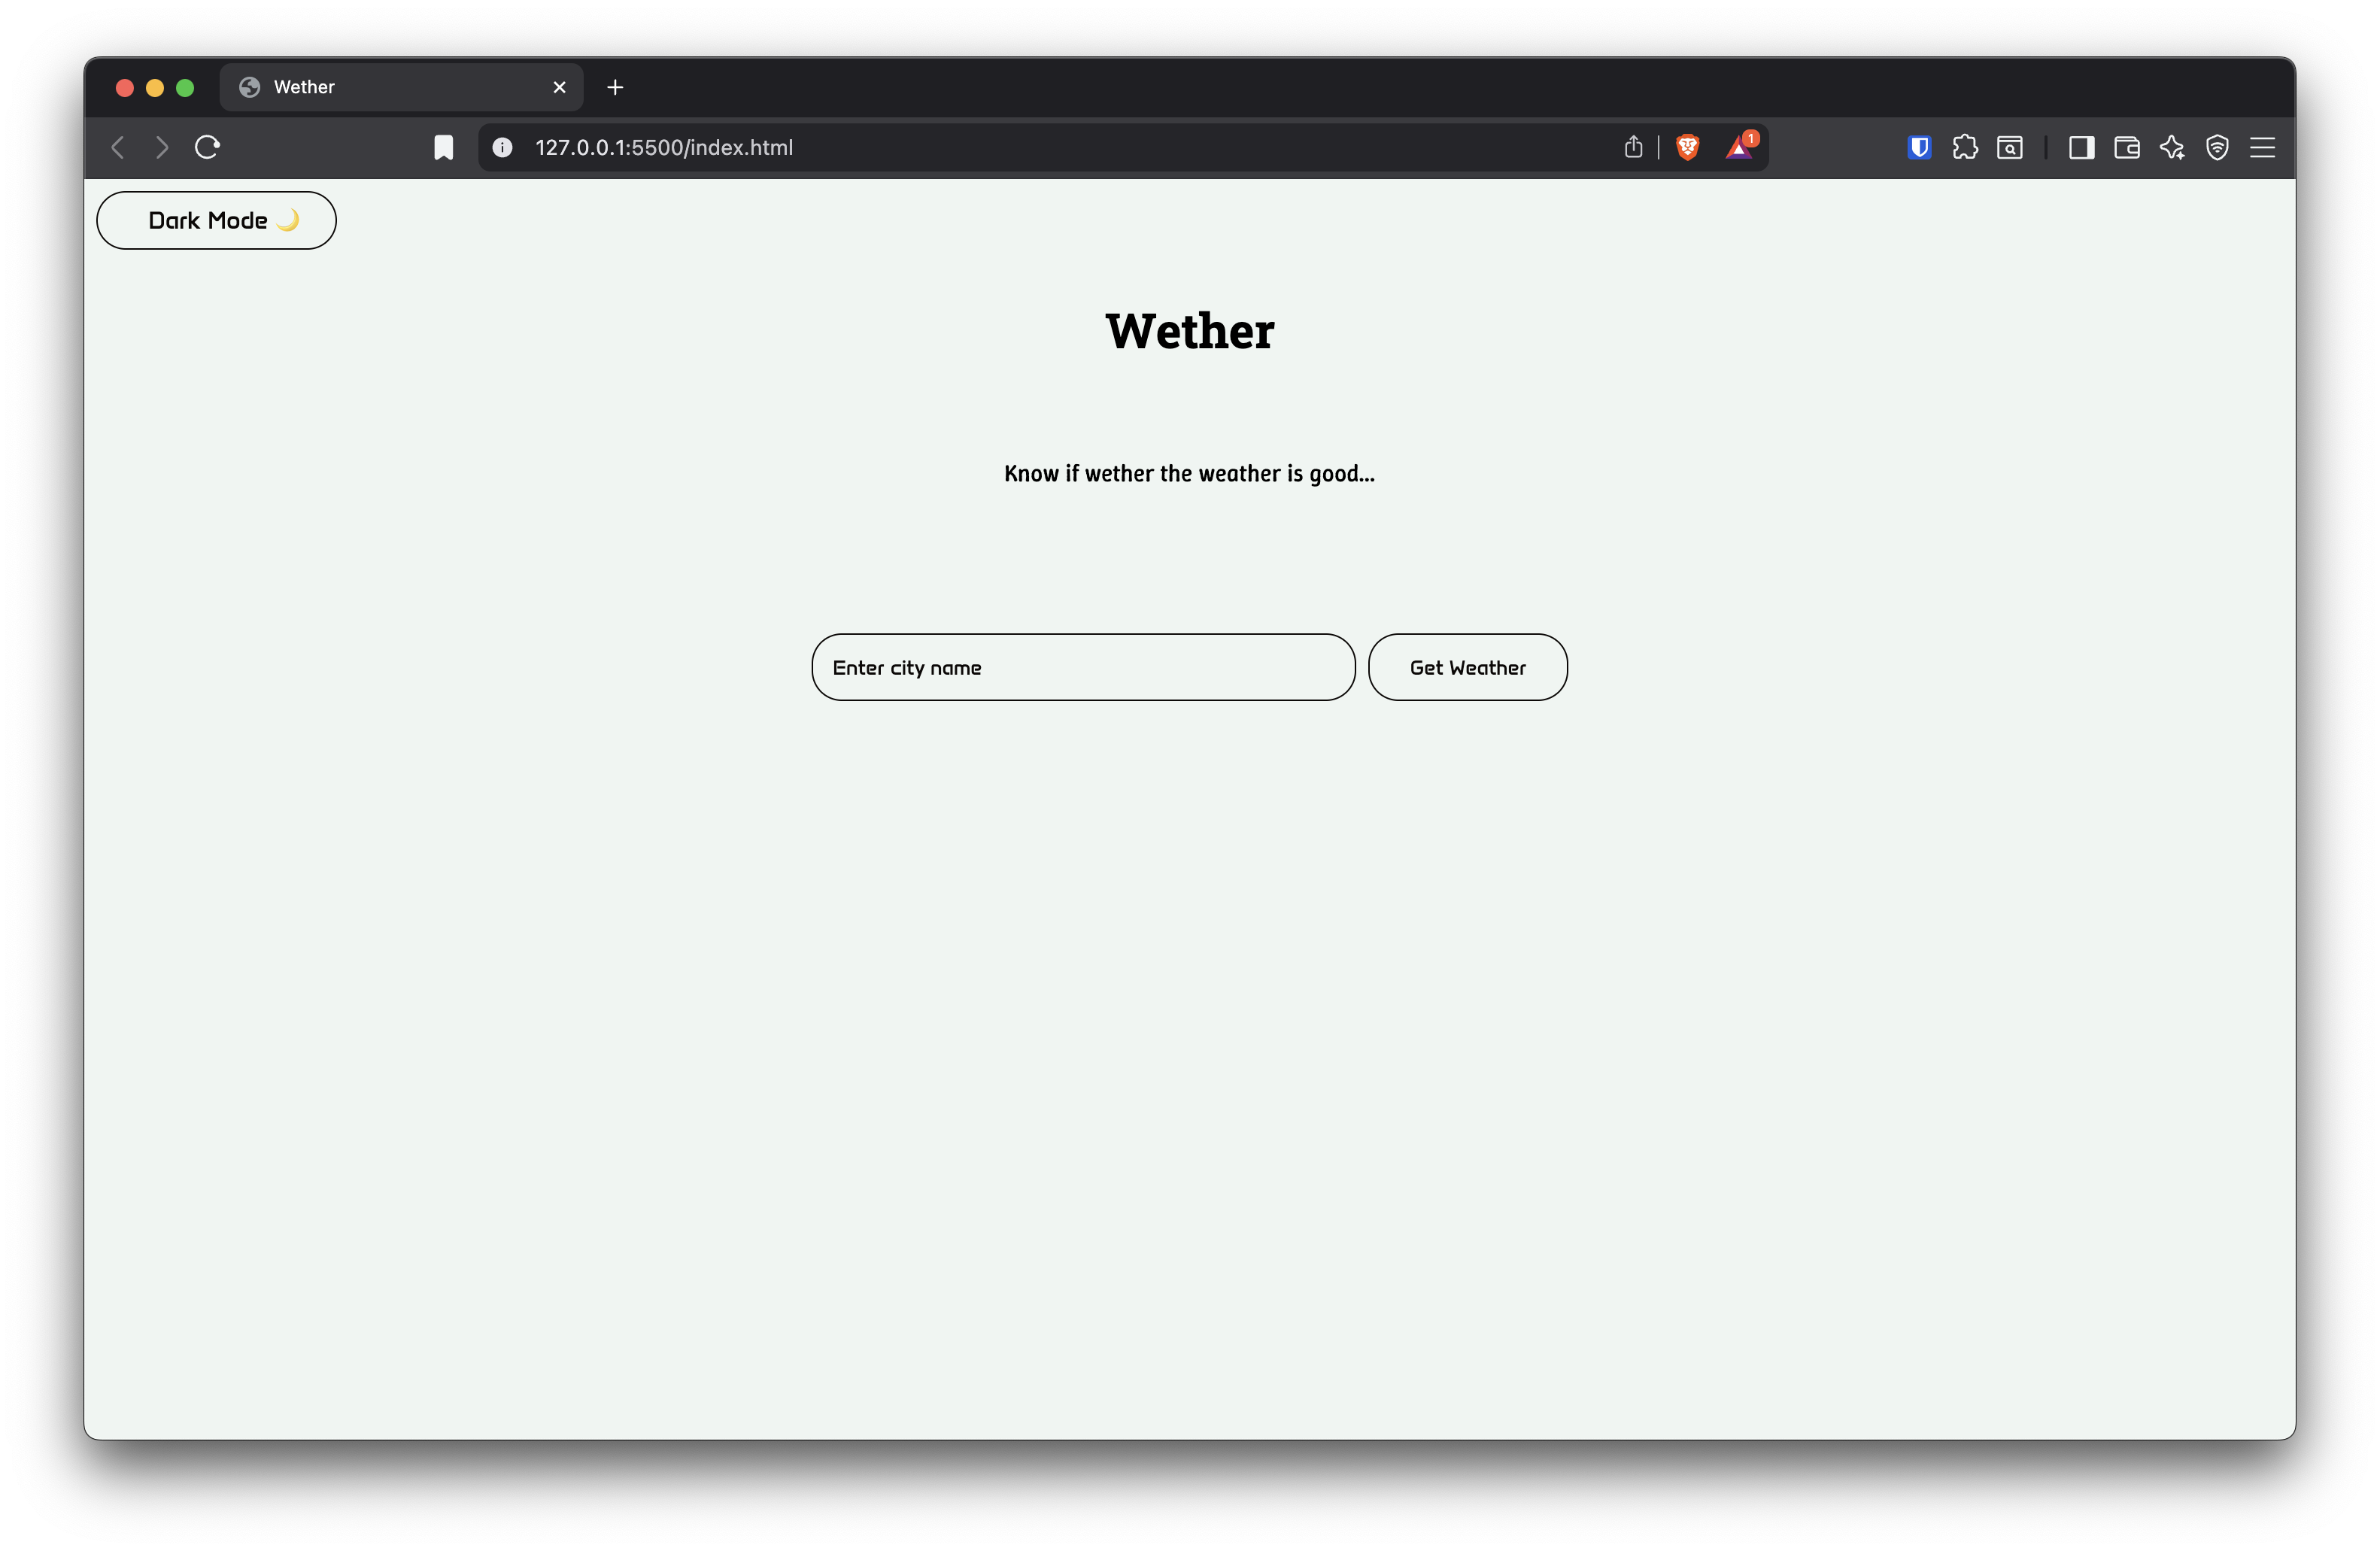 Wether
127.0.0.1:5500/index.html
1
Dark Mode 🌙
Wether
Know if wether the weather is good...
Enter city name
Get Weather